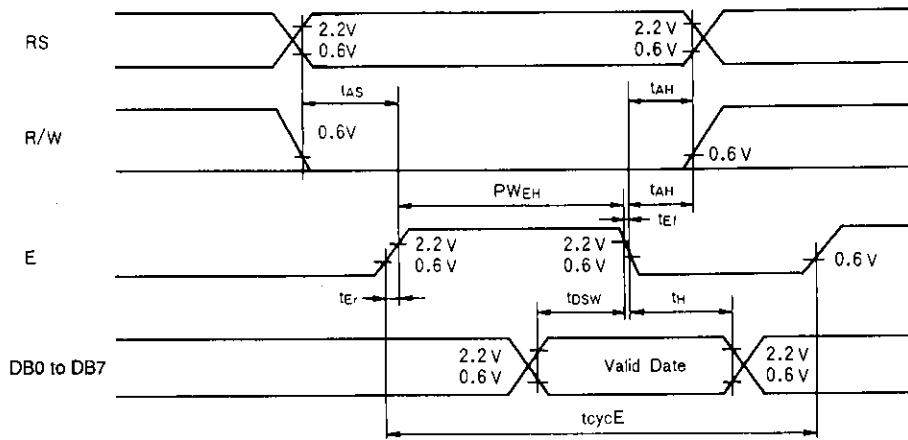 RS
2.2V
0.6V
2.2V
0.6V
tAS
tAH
R/W
0.6V
0.6V
PWEH
tAH
tEf
E
2.2 V
0.6V
2.2 V
0.6V
0.6V
tEr
tDSW
tH
DB0 to DB7
2.2V
0.6V
Valid Date
2.2V
0.6V
tcycE